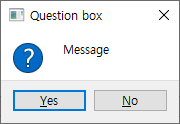 Question box
Message
Yes
No